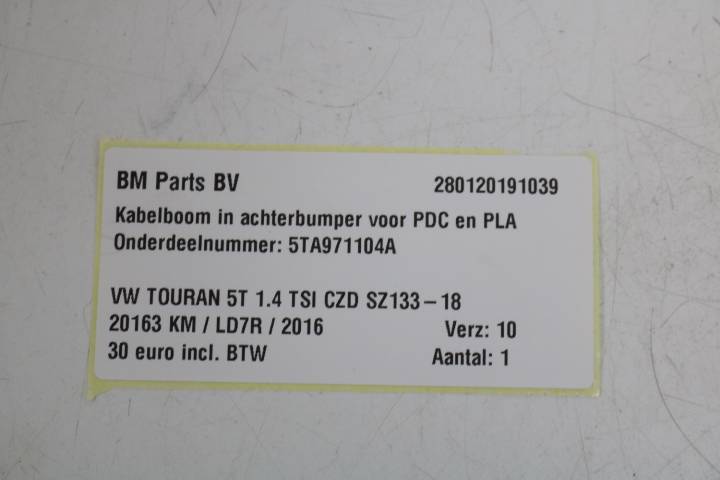 BM Parts BV 280120191039
Kabelboom in achterbumper voor PDC en PLA
Onderdeelnummer: 5TA971104A
VW TOURAN 5T 1.4 TSI CZD SZ133-18
20163 KM / LD7R / 2016 Verz: 10
30 euro incl. BTW Aantal: 1